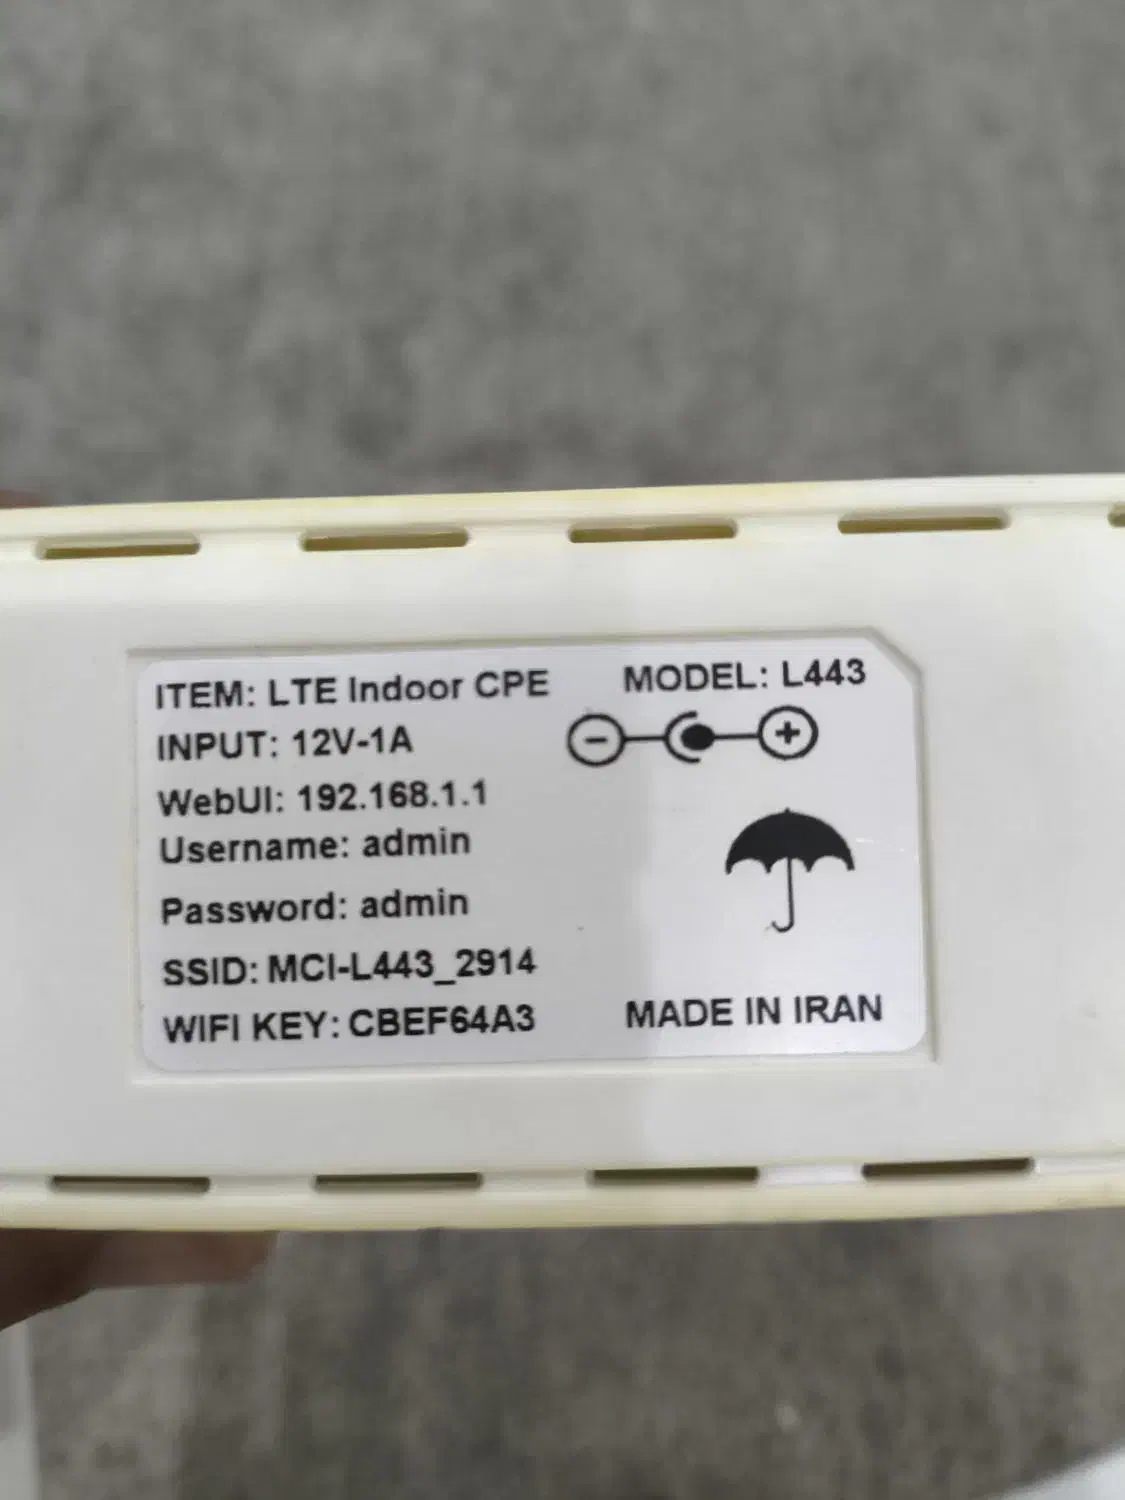 ITEM: LTE Indoor CPE MODEL: L443
INPUT: 12V-1A
WebUI: 192.168.1.1
Username: admin
Password: admin
SSID: MCI-L443_2914
WIFI KEY: CBEF64A3 MADE IN IRAN